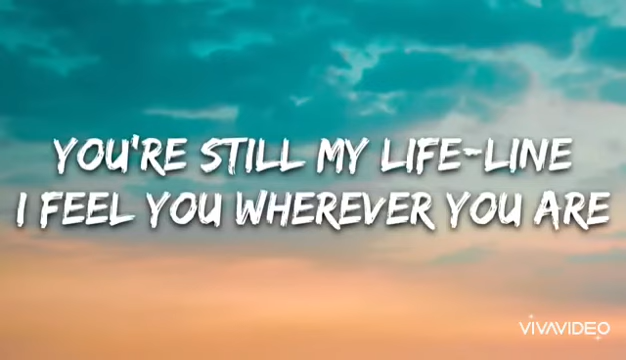 YOU'RE STILL MY LIFE-LINE
I FEEL YOU WHEREVER YOU ARE
VIVAVIDEO